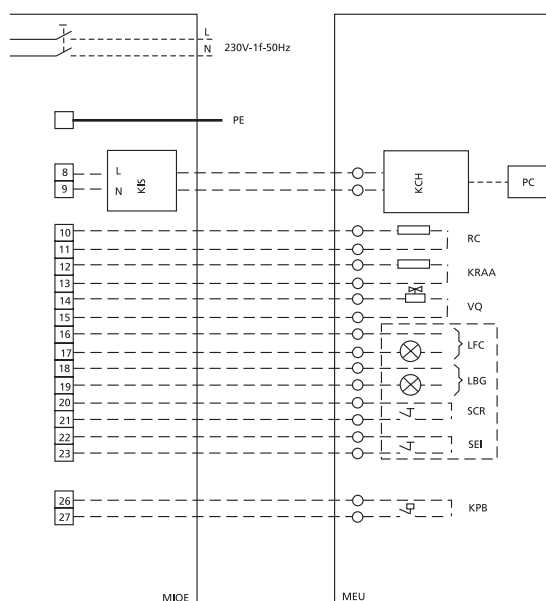 L
N
230V-1f-50Hz
PE
8
9
L
N
KIS
KCH
PC
10
11
RC
12
13
KRAA
14
15
VQ
16
17
LFC
18
19
LBG
20
21
SCR
22
23
SEI
26
27
KPB
MIOE
MEU